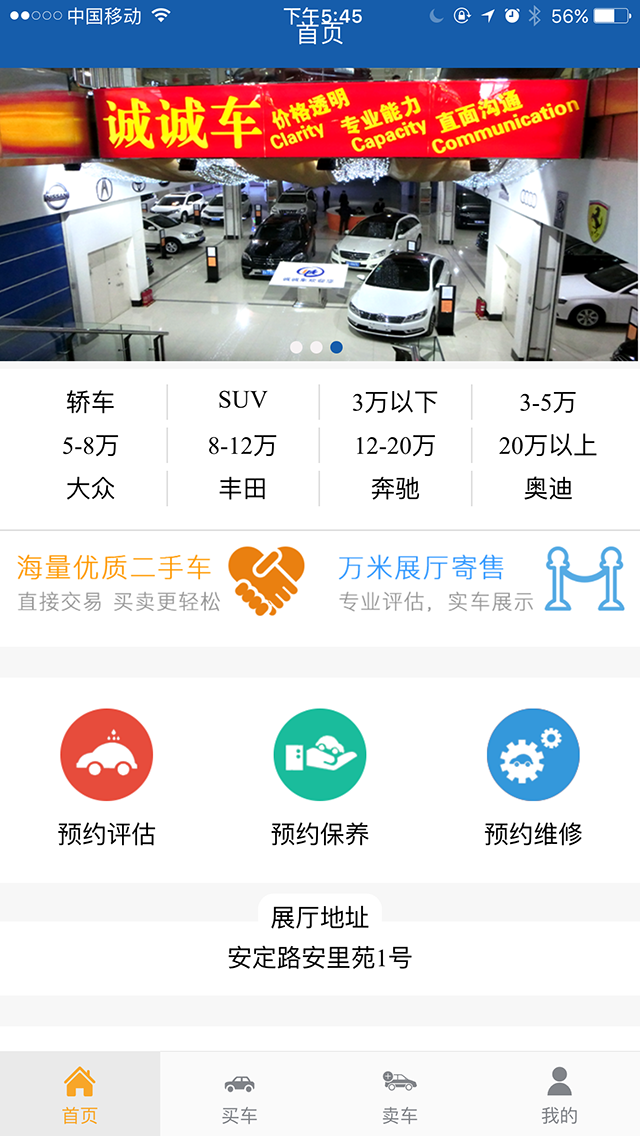 中国移动
下午5:45
56%
首页
诚诚车
价格透明
Clarity
专业能力
Capacity
直面沟通
Communication
轿车 SUV 3万以下 3-5万
5-8万 8-12万 12-20万 20万以上
大众 丰田 奔驰 奥迪
海量优质二手车
直接交易 买卖更轻松
万米展厅寄售
专业评估，实车展示
预约评估 预约保养 预约维修
展厅地址
安定路安里苑1号
首页 买车 卖车 我的